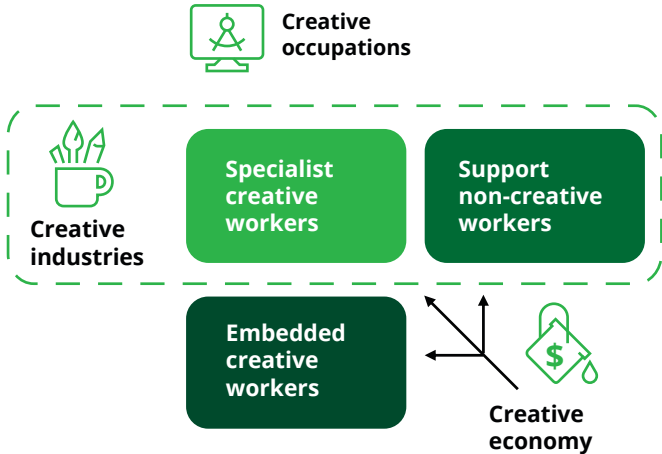 Creative
occupations
Creative
industries
Specialist
creative
workers
Support
non-creative
workers
Embedded
creative
workers
$
Creative
economy